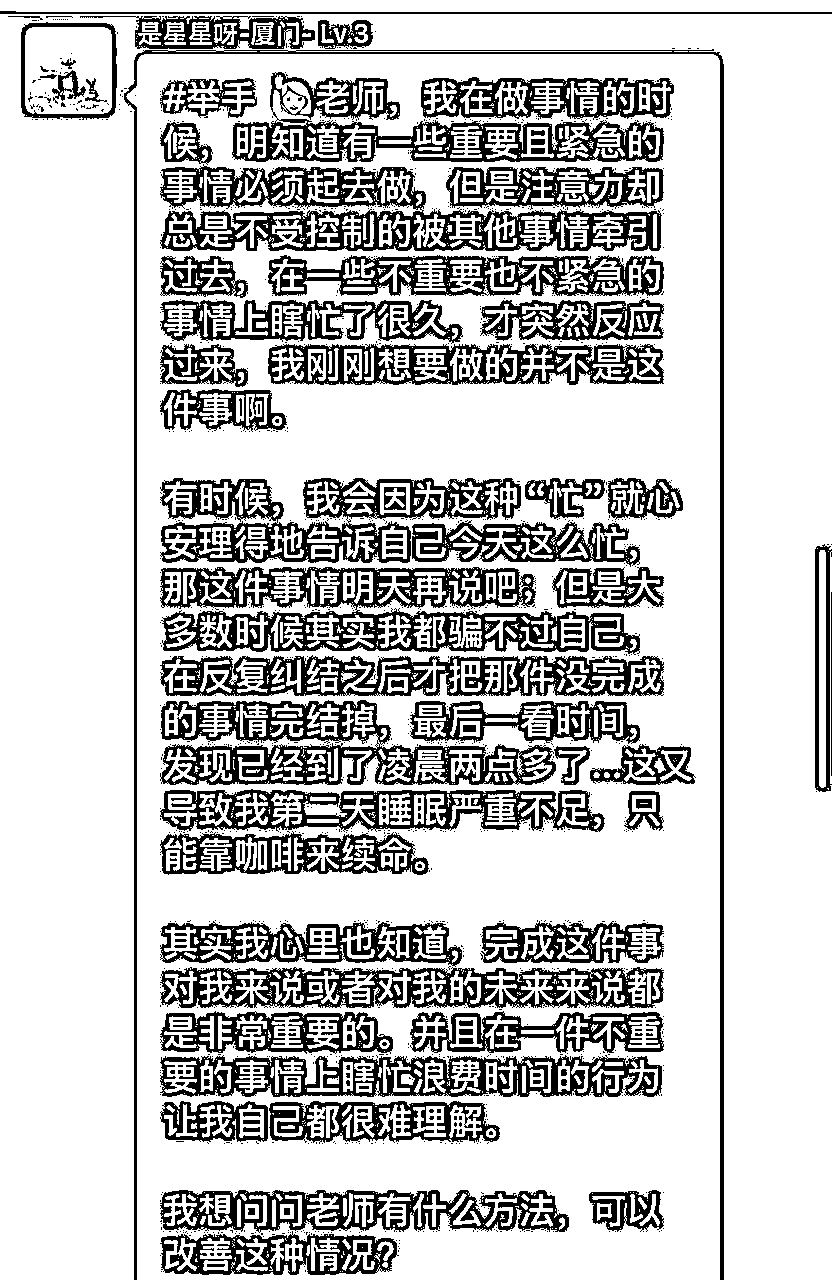 是星星呀-厦门- Lv.3
#举手 🙋老师，我在做事情的时
候，明知道有一些重要且紧急的
事情必须起去做，但是注意力却
总是不受控制的被其他事情牵引
过去，在一些不重要也不紧急的
事情上瞎忙了很久，才突然反应
过来，我刚刚想要做的并不是这
件事啊。
有时候，我会因为这种“忙”就心
安理得地告诉自己今天这么忙，
那这件事情明天再说吧；但是大
多数时候其实我都骗不过自己，
在反复纠结之后才把那件没完成
的事情完结掉，最后一看时间，
发现已经到了凌晨两点多了...这又
导致我第二天睡眠严重不足，只
能靠咖啡来续命。
其实我心里也知道，完成这件事
对我来说或者对我的未来来说都
是非常重要的。并且在一件不重
要的事情上瞎忙浪费时间的行为
让我自己都很难理解。
我想问问老师有什么方法，可以
改善这种情况？